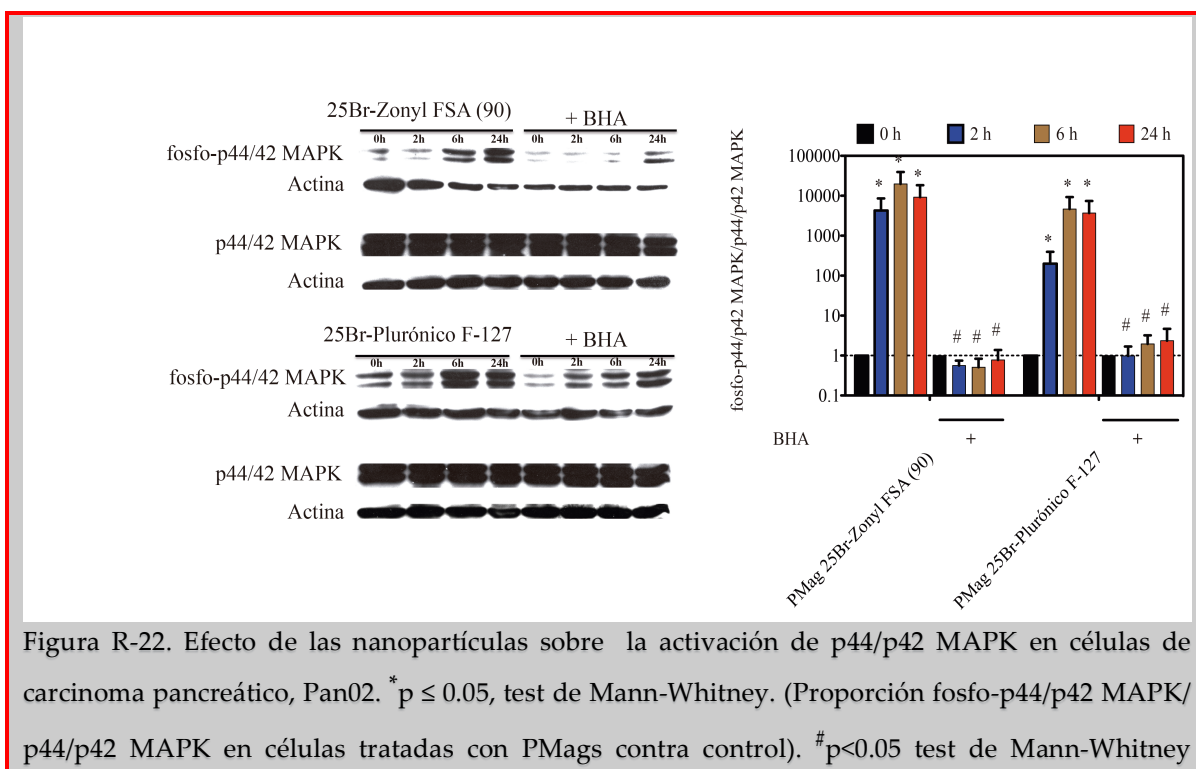 25Br-Zonyl FSA (90)
+ BHA
0h 2h 6h 24h 0h 2h 6h 24h
fosfo-p44/42 MAPK
Actina
p44/42 MAPK
Actina
25Br-Plurónico F-127
+ BHA
0h 2h 6h 24h 0h 2h 6h 24h
fosfo-p44/42 MAPK
Actina
p44/42 MAPK
Actina
0 h 2 h 6 h 24 h
fosfo-p44/p42 MAPK/p44/p42 MAPK
100000
10000
1000
100
10
1
0.1
* * * # # # * * * # # #
BHA + +
PMag 25Br-Zonyl FSA (90)
PMag 25Br-Plurónico F-127
Figura R-22. Efecto de las nanopartículas sobre la activación de p44/p42 MAPK en células de
carcinoma pancreático, Pan02. *p ≤ 0.05, test de Mann-Whitney. (Proporción fosfo-p44/p42 MAPK/
p44/p42 MAPK en células tratadas con PMags contra control). #p<0.05 test de Mann-Whitney